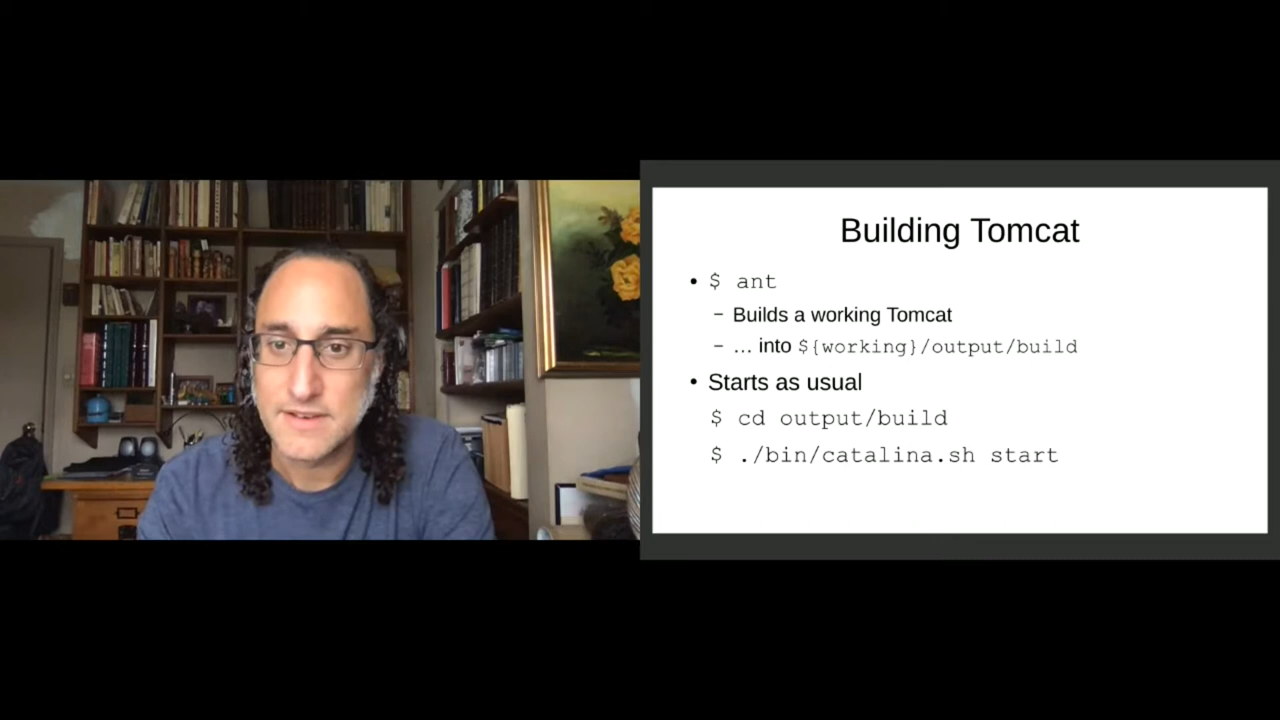 Building Tomcat
• $ ant
– Builds a working Tomcat
– … into ${working}/output/build
• Starts as usual
$ cd output/build
$ ./bin/catalina.sh start